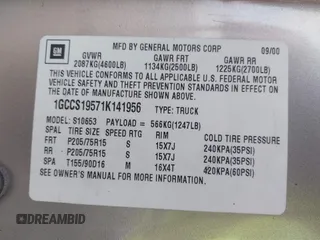 GM
MFD BY GENERAL MOTORS CORP 09/00
GVWR GAWR FRT GAWR RR
2087KG(4600LB) 1134KG(2500LB) 1225KG(2700LB)
THIS VEHICLE CONFORMS TO ALL APPLICABLE U.S. FEDERAL
MOTOR VEHICLE SAFETY AND THEFT PREVENTION STANDARDS
IN EFFECT ON THE DATE OF MANUFACTURE SHOWN ABOVE.
1GCCS19571K141956 TYPE: TRUCK
MODEL: S10653 566KG(1247LB)
SPAL TIRE SIZE SPEED RTG RIM COLD TIRE PRESSURE
FRT P205/75R15 S 15X7J 240KPA(35PSI)
RR P205/75R15 S 15X7J 240KPA(35PSI)
SPA T155/90D16 M 16X4T 420KPA(60PSI)
SEE OWNER'S MANUAL FOR MORE INFORMATION.
DREAMBID